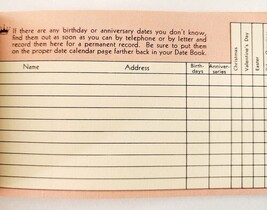 If there are any birthday or anniversary dates you don't know,
find them out as soon as you can by telephone or by letter and
record them here for a permanent record. Be sure to put them
on the proper date calendar page farther back in your Date Book.
Name Address Birth-
days Anniver-
saries Christmas Valentine's Day Easter